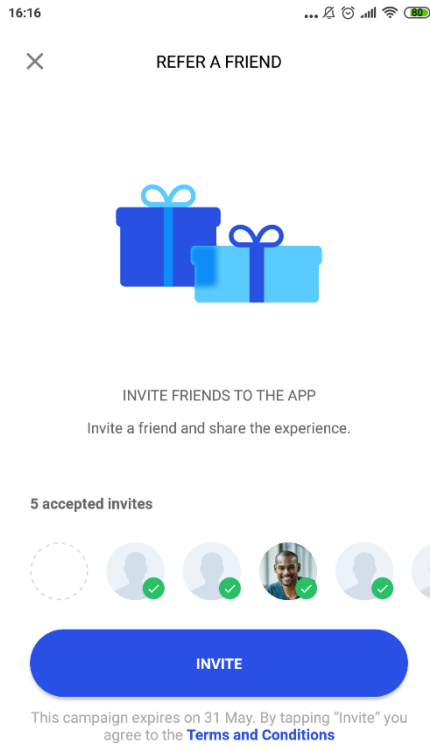 16:16
80
REFER A FRIEND
INVITE FRIENDS TO THE APP
Invite a friend and share the experience.
5 accepted invites
INVITE
This campaign expires on 31 May. By tapping “Invite” you
agree to the Terms and Conditions